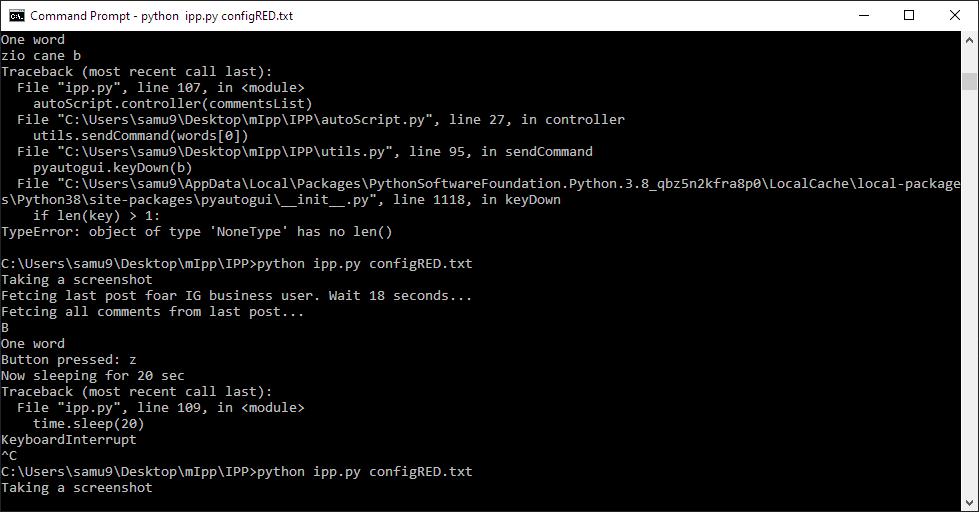 Command Prompt - python  ipp.py configRED.txt
One word
zio cane b
Traceback (most recent call last):
  File "ipp.py", line 107, in <module>
    autoScript.controller(commentsList)
  File "C:\Users\samu9\Desktop\mIpp\IPP\autoScript.py", line 27, in controller
    utils.sendCommand(words[0])
  File "C:\Users\samu9\Desktop\mIpp\IPP\utils.py", line 95, in sendCommand
    pyautogui.keyDown(b)
  File "C:\Users\samu9\AppData\Local\Packages\PythonSoftwareFoundation.Python.3.8_qbz5n2kfra8p0\LocalCache\local-package
s\Python38\site-packages\pyautogui\__init__.py", line 1118, in keyDown
    if len(key) > 1:
TypeError: object of type 'NoneType' has no len()
C:\Users\samu9\Desktop\mIpp\IPP>python ipp.py configRED.txt
Taking a screenshot
Fetcing last post foar IG business user. Wait 18 seconds...
Fetcing all comments from last post...
B
One word
Button pressed: z
Now sleeping for 20 sec
Traceback (most recent call last):
  File "ipp.py", line 109, in <module>
    time.sleep(20)
KeyboardInterrupt
^C
C:\Users\samu9\Desktop\mIpp\IPP>python ipp.py configRED.txt
Taking a screenshot